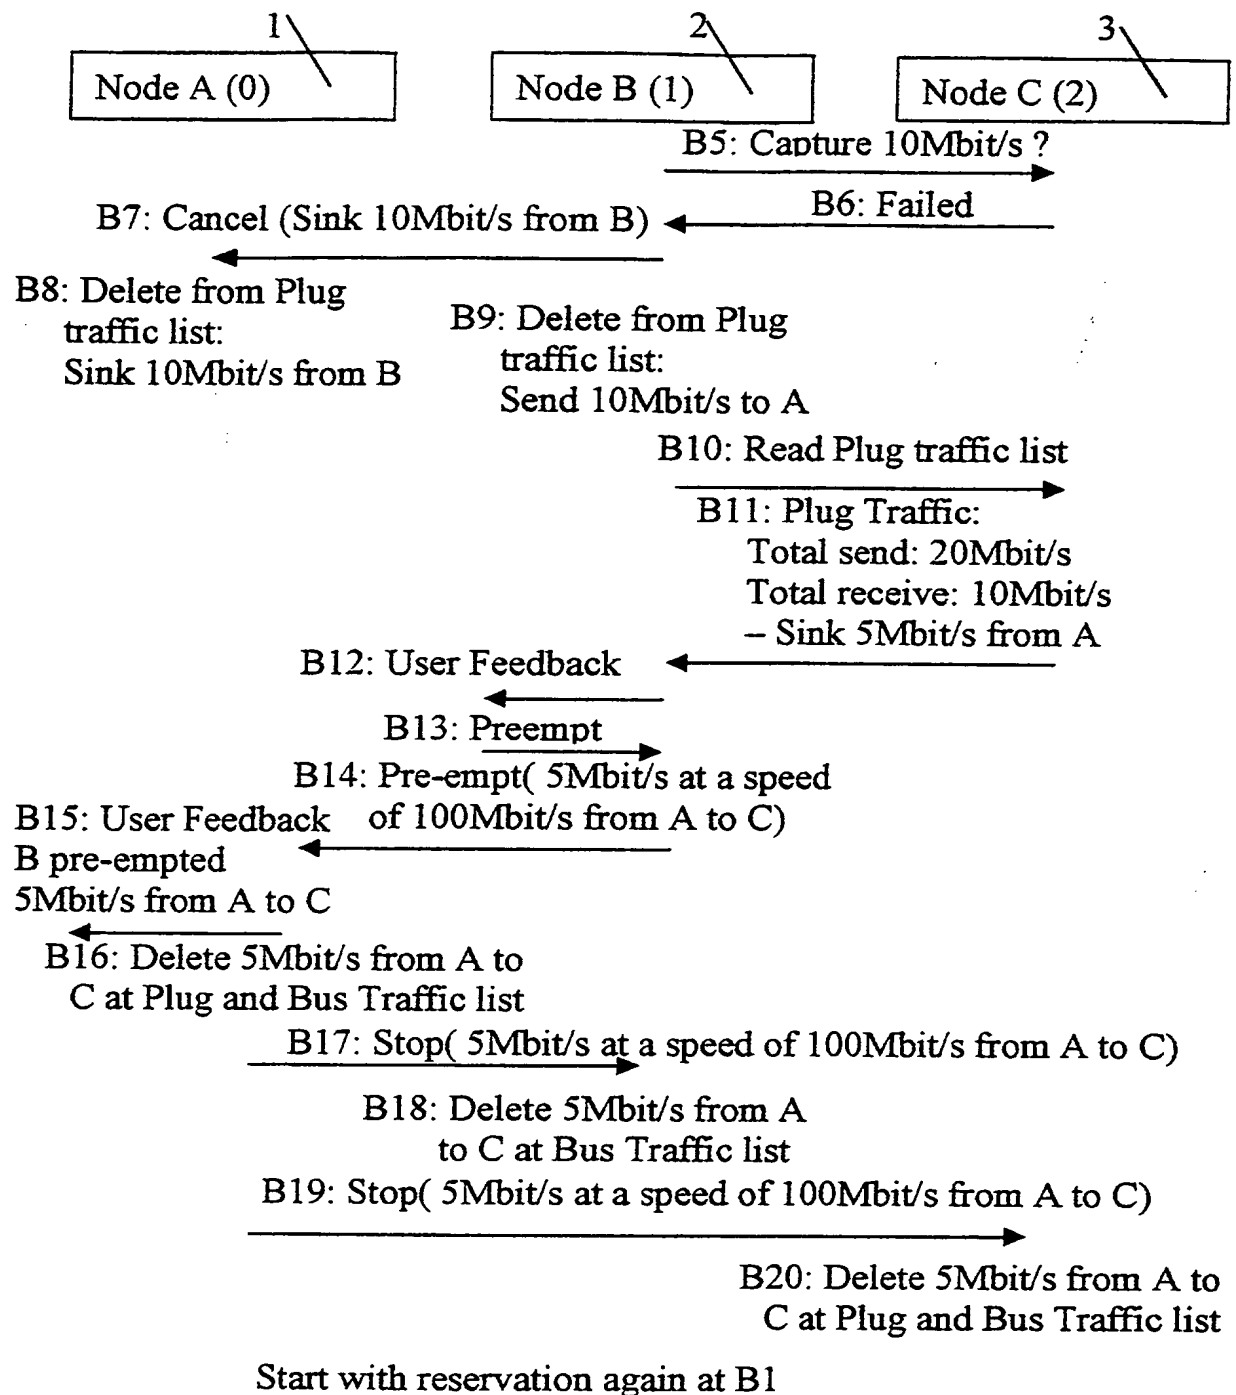 1
2
3
Node A (0)
Node B (1)
Node C (2)
B5: Capture 10Mbit/s ?
B6: Failed
B7: Cancel (Sink 10Mbit/s from B)
B8: Delete from Plug
traffic list:
Sink 10Mbit/s from B
B9: Delete from Plug
traffic list:
Send 10Mbit/s to A
B10: Read Plug traffic list
B11: Plug Traffic:
Total send: 20Mbit/s
Total receive: 10Mbit/s
– Sink 5Mbit/s from A
B12: User Feedback
B13: Preempt
B14: Pre-empt( 5Mbit/s at a speed
of 100Mbit/s from A to C)
B15: User Feedback
B pre-empted
5Mbit/s from A to C
B16: Delete 5Mbit/s from A to
C at Plug and Bus Traffic list
B17: Stop( 5Mbit/s at a speed of 100Mbit/s from A to C)
B18: Delete 5Mbit/s from A
to C at Bus Traffic list
B19: Stop( 5Mbit/s at a speed of 100Mbit/s from A to C)
B20: Delete 5Mbit/s from A to
C at Plug and Bus Traffic list
Start with reservation again at B1